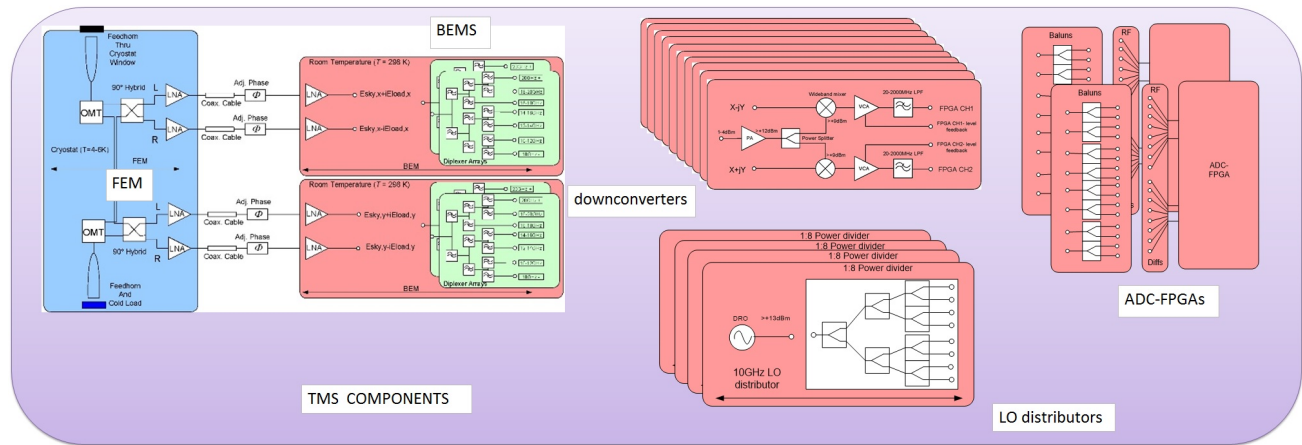 BEMS
Feedhorn
Thru
Cryostat
Window
90° Hybrid
L
R
LNA
LNA
OMT
Adj. Phase
Φ
Coax. Cable
Adj. Phase
Φ
Coax. Cable
Cryostat (T=4-6K)
FEM
FEM
Room Temperature (T = 298 K)
LNA
Esky,x+iEload,x
LNA
Esky,x-iEload,x
Diplexer Arrays
BEM
OMT
90° Hybrid
L
R
LNA
LNA
Adj. Phase
Φ
Coax. Cable
Adj. Phase
Φ
Coax. Cable
Feedhorn
And
Cold Load
Room Temperature (T = 298 K)
LNA
Esky,y+iEload,y
LNA
Esky,y-iEload,y
Diplexer Arrays
BEM
TMS COMPONENTS
downconverters
X-jY
X+jY
Wideband mixer
20-2000MHz LPF
VCA
FPGA CH1
FPGA CH1- level
feedback
>+9dBm
1-4dBm
PA
>+12dBm
Power Splitter
>+9dBm
FPGA CH2- level
feedback
20-2000MHz LPF
VCA
FPGA CH2
1:8 Power divider
1:8 Power divider
1:8 Power divider
1:8 Power divider
DRO
>+13dBm
10GHz LO
distributor
LO distributors
Baluns
RF
Baluns
RF
Diffs
ADC-
FPGA
ADC-FPGAs